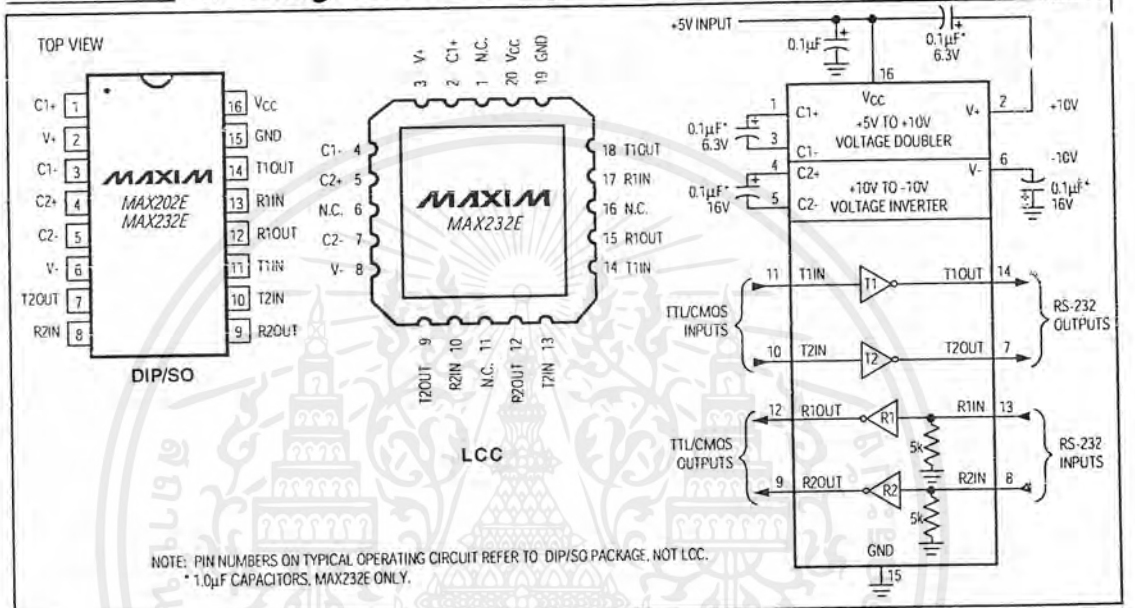 TOP VIEW
C1+ 1
V+ 2
C1- 3
C2+ 4
C2- 5
V- 6
T2OUT 7
R2IN 8
16 VCC
15 GND
14 T1OUT
13 R1IN
12 R1OUT
11 T1IN
10 T2IN
9 R2OUT
MAXIM
MAX202E
MAX232E
DIP/SO
3 V+
2 C1+
1 N.C.
20 VCC
19 GND
C1- 4
C2+ 5
N.C. 6
C2- 7
V- 8
18 T1OUT
17 R1IN
16 N.C.
15 R1OUT
14 T1IN
MAXIM
MAX232E
T2OUT 9
R2IN 10
N.C. 11
R2OUT 12
T2IN 13
LCC
+5V INPUT
0.1µF
0.1µF*
6.3V
16
VCC
1 C1+
0.1µF*
6.3V
3 C1-
+5V TO +10V
VOLTAGE DOUBLER
V+ 2 +10V
4 C2+
0.1µF*
16V
5 C2-
+10V TO -10V
VOLTAGE INVERTER
V- 6 -10V
0.1µF*
16V
TTL/CMOS
INPUTS
11 T1IN T1 T1OUT 14
10 T2IN T2 T2OUT 7
RS-232
OUTPUTS
TTL/CMOS
OUTPUTS
12 R1OUT R1 R1IN 13
5k
9 R2OUT R2 R2IN 8
5k
RS-232
INPUTS
GND
15
NOTE: PIN NUMBERS ON TYPICAL OPERATING CIRCUIT REFER TO DIP/SO PACKAGE, NOT LCC.
* 1.0µF CAPACITORS, MAX232E ONLY.